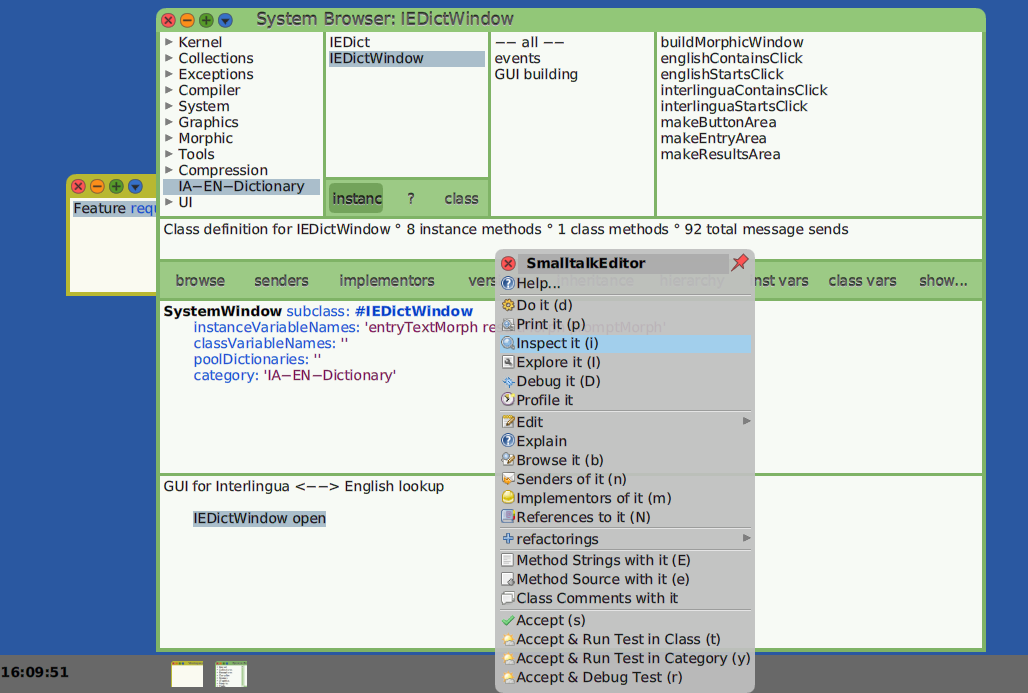 System Browser: IEDictWindow
Kernel
Collections
Exceptions
Compiler
System
Graphics
Morphic
Tools
Compression
IA−EN−Dictionary
UI
IEDict
IEDictWindow
instanc
?
class
−− all −−
events
GUI building
buildMorphicWindow
englishContainsClick
englishStartsClick
interlinguaContainsClick
interlinguaStartsClick
makeButtonArea
makeEntryArea
makeResultsArea
Feature requ
Class definition for IEDictWindow ° 8 instance methods ° 1 class methods ° 92 total message sends
browse senders implementors vers inheritance hierarchy inst vars class vars show...
SystemWindow subclass: #IEDictWindow
instanceVariableNames: 'entryTextMorph re promptMorph'
classVariableNames: ''
poolDictionaries: ''
category: 'IA−EN−Dictionary'
GUI for Interlingua <−−> English lookup
IEDictWindow open
SmalltalkEditor
Help...
Do it (d)
Print it (p)
Inspect it (i)
Explore it (I)
Debug it (D)
Profile it
Edit
Explain
Browse it (b)
Senders of it (n)
Implementors of it (m)
References to it (N)
refactorings
Method Strings with it (E)
Method Source with it (e)
Class Comments with it
Accept (s)
Accept & Run Test in Class (t)
Accept & Run Test in Category (y)
Accept & Debug Test (r)
16:09:51